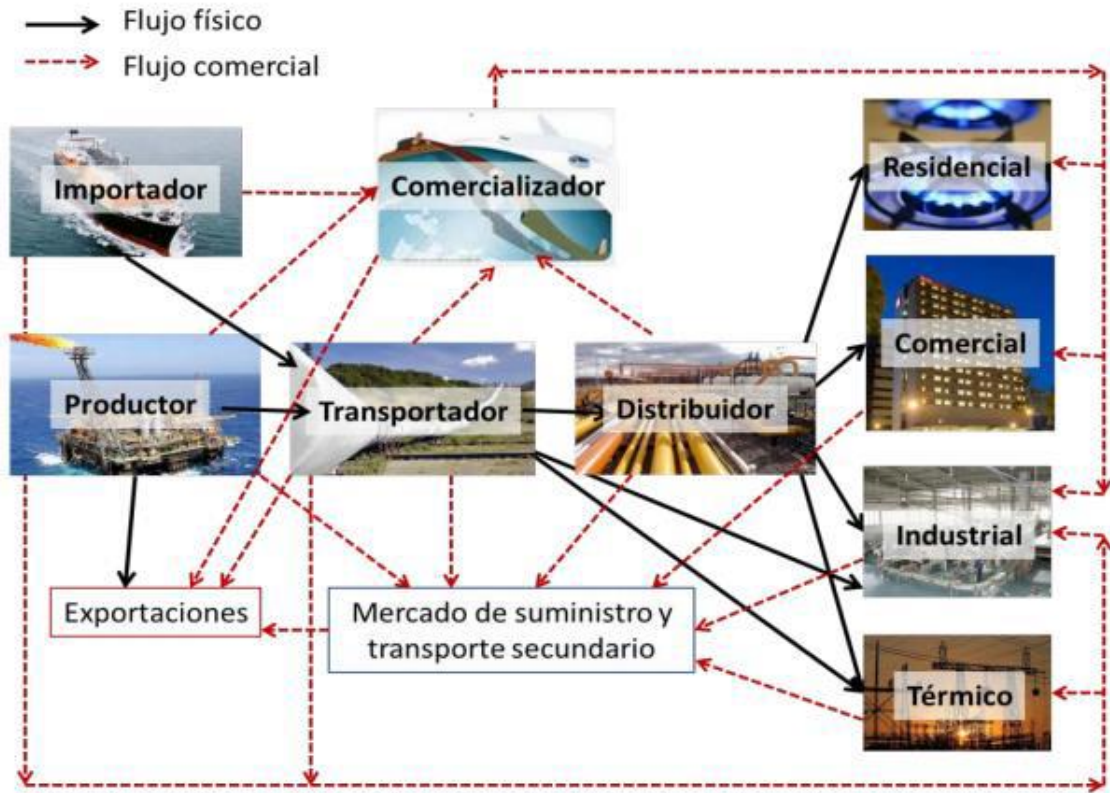 Flujo físico
Flujo comercial
Importador
Comercializador
Residencial
Comercial
Productor
Transportador
Distribuidor
Industrial
Exportaciones
Mercado de suministro y
transporte secundario
Térmico